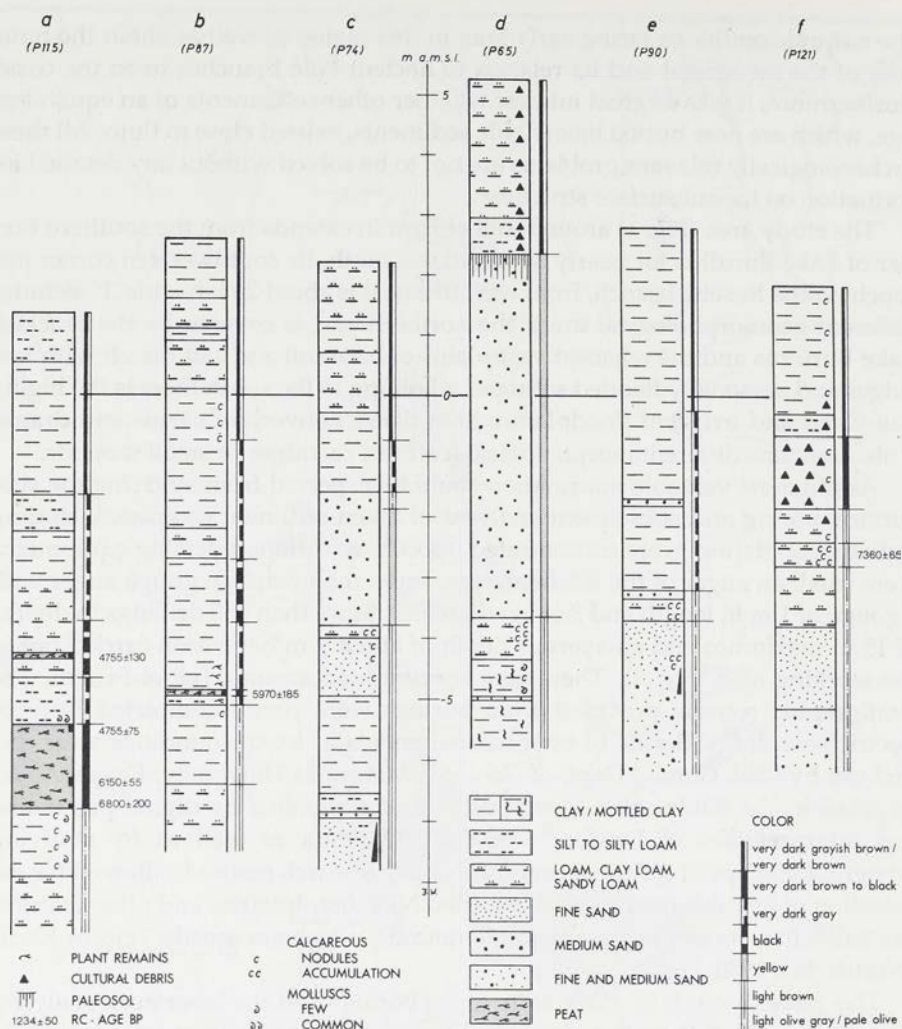 a b c d e f
(P115) (P87) (P74) (P65) (P90) (P121)
m a.m.s.l.
5
0
7360±65
4755±130
5970±185
5
4755±75
6150±55
6800±200
CLAY / MOTTLED CLAY
SILT TO SILTY LOAM
LOAM, CLAY LOAM,
SANDY LOAM
FINE SAND
MEDIUM SAND
FINE AND MEDIUM SAND
PEAT
COLOR
very dark grayish brown /
very dark brown
very dark brown to black
very dark gray
black
yellow
light brown
light olive gray / pale olive
PLANT REMAINS
CULTURAL DEBRIS
PALEOSOL
1234±50 RC - AGE BP
CALCAREOUS
c NODULES
cc ACCUMULATION
MOLLUSCS
FEW
COMMON